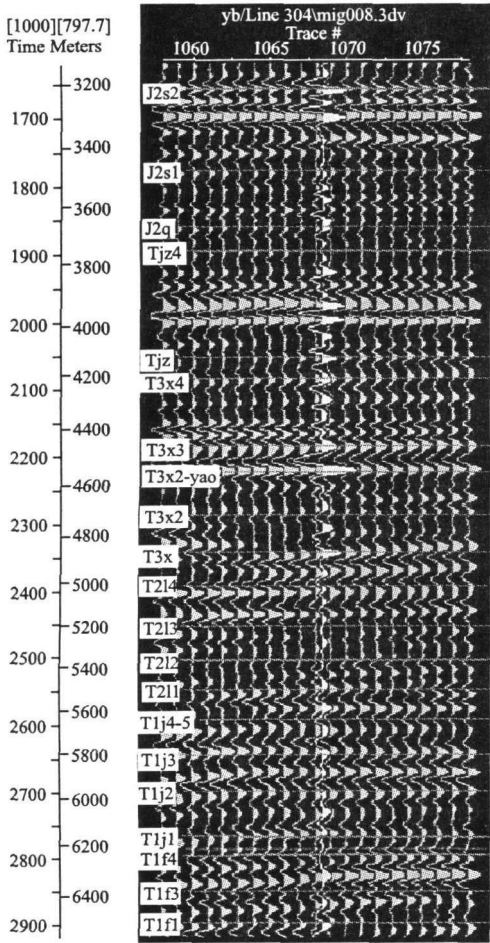 yb/Line 304\mig008.3dv
[1000][797.7]
Trace #
Time Meters
1060 1065 1070 1075
3200
J2s2
1700
3400
J2s1
1800
3600
J2q
1900
Tjz4
3800
2000
4000
Tjz
4200
T3x4
2100
4400
T3x3
2200
T3x2-yao
4600
T3x2
2300
4800
T3x
5000
T2l4
2400
5200
T2l3
2500
T2l2
5400
T2l1
5600
T1j4-5
2600
5800
T1j3
2700
T1j2
6000
T1j1
6200
2800
T1f4
6400
T1f3
2900
T1f1